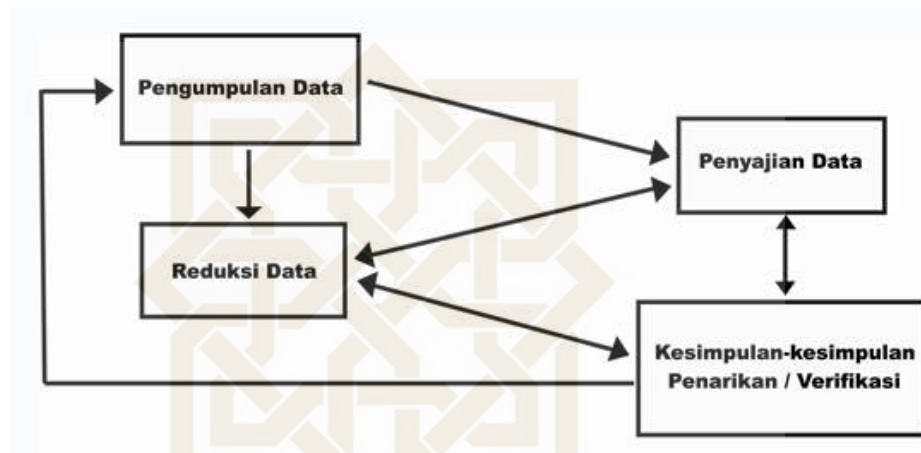 Pengumpulan Data
Penyajian Data
Reduksi Data
Kesimpulan-kesimpulan
Penarikan / Verifikasi